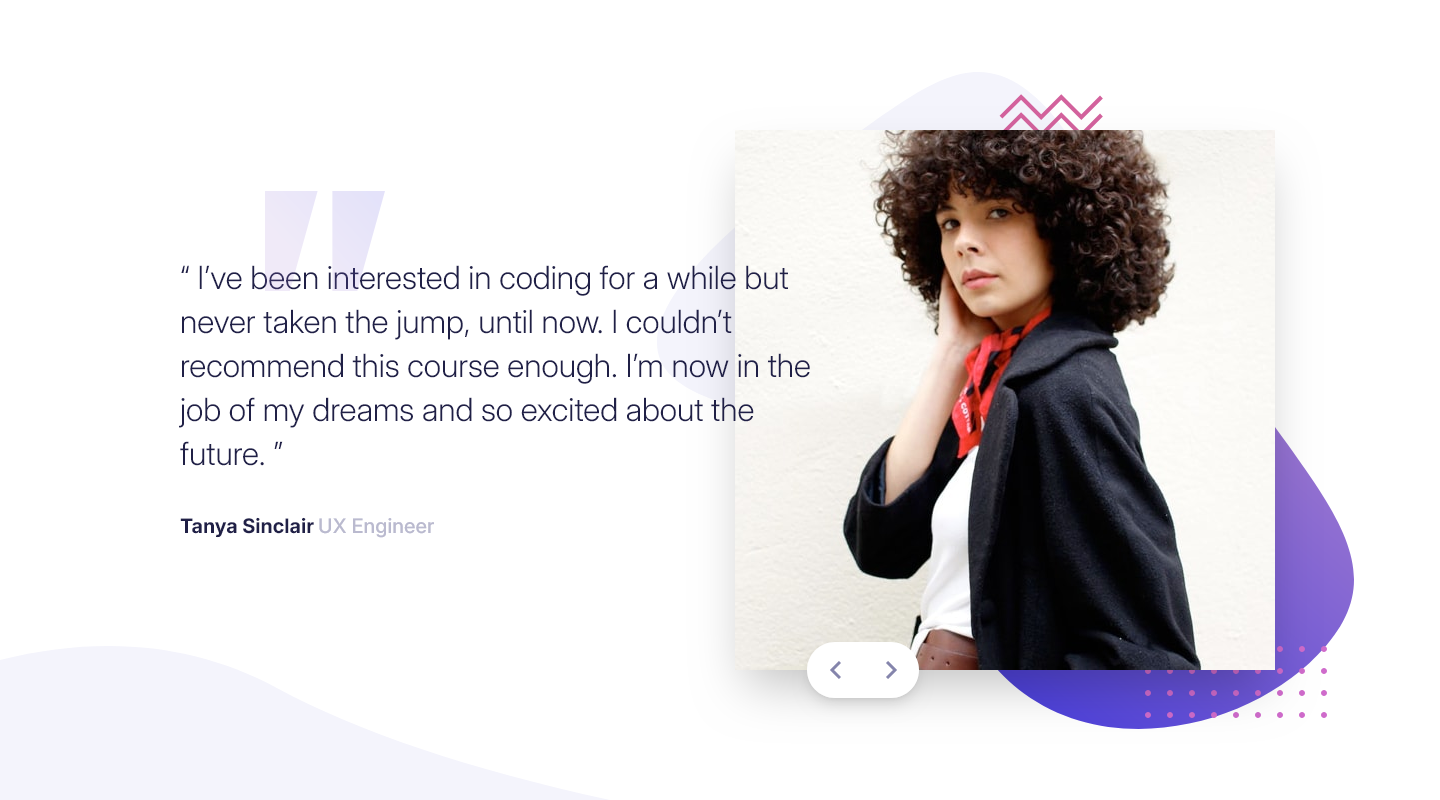 “ I’ve been interested in coding for a while but
never taken the jump, until now. I couldn’t
recommend this course enough. I’m now in the
job of my dreams and so excited about the
future. ”
Tanya Sinclair UX Engineer